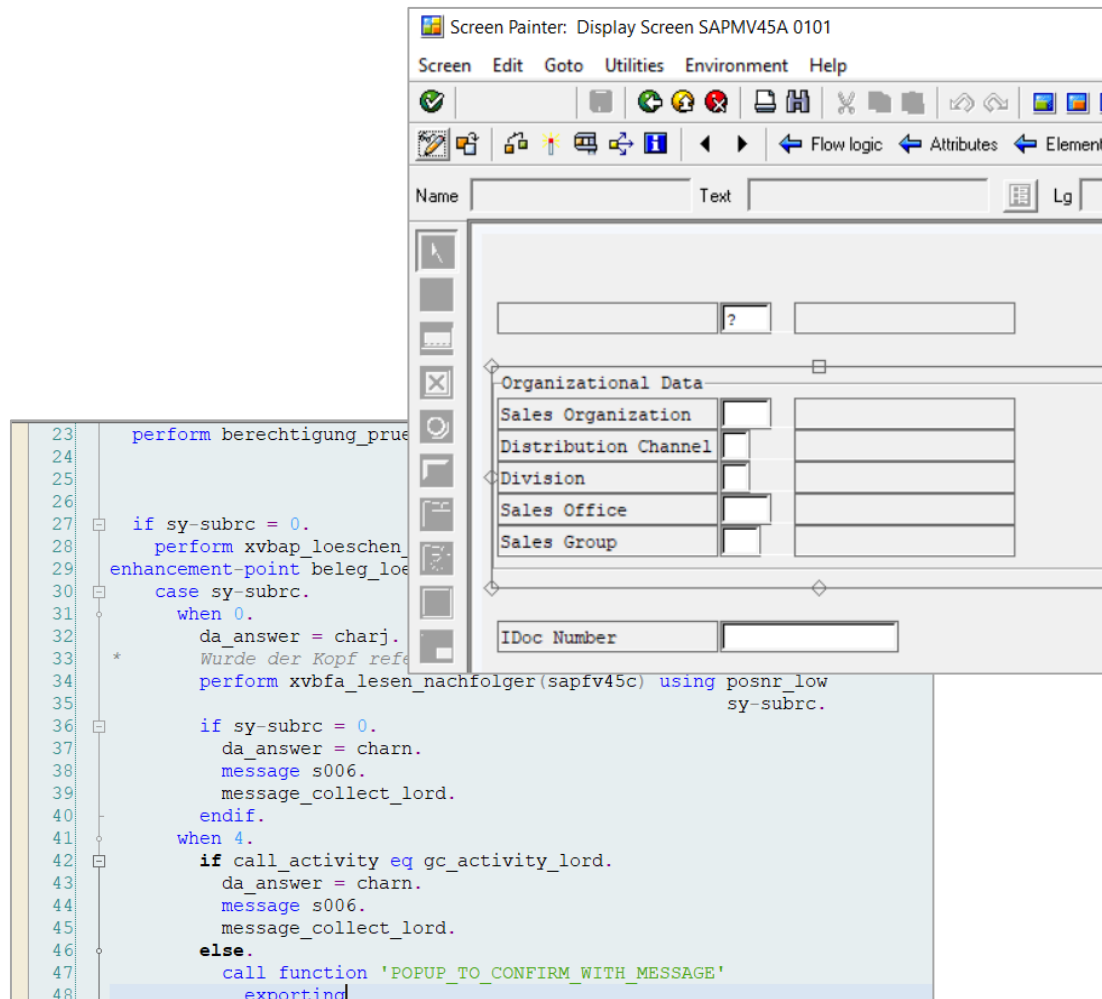 Screen Painter: Display Screen SAPMV45A 0101
Screen Edit Goto Utilities Environment Help
Flow logic Attributes Element
Name Text Lg
?
Organizational Data
Sales Organization
Distribution Channel
Division
Sales Office
Sales Group
IDoc Number
23 perform berechtigung_prue
24
25
26
27 if sy-subrc = 0.
28 perform xvbap_loeschen_
29 enhancement-point beleg_loe
30 case sy-subrc.
31 when 0.
32 da_answer = charj.
33 * Wurde der Kopf refe
34 perform xvbfa_lesen_nachfolger(sapfv45c) using posnr_low
35 sy-subrc.
36 if sy-subrc = 0.
37 da_answer = charn.
38 message s006.
39 message_collect_lord.
40 endif.
41 when 4.
42 if call_activity eq gc_activity_lord.
43 da_answer = charn.
44 message s006.
45 message_collect_lord.
46 else.
47 call function 'POPUP_TO_CONFIRM_WITH_MESSAGE'
48 exporting